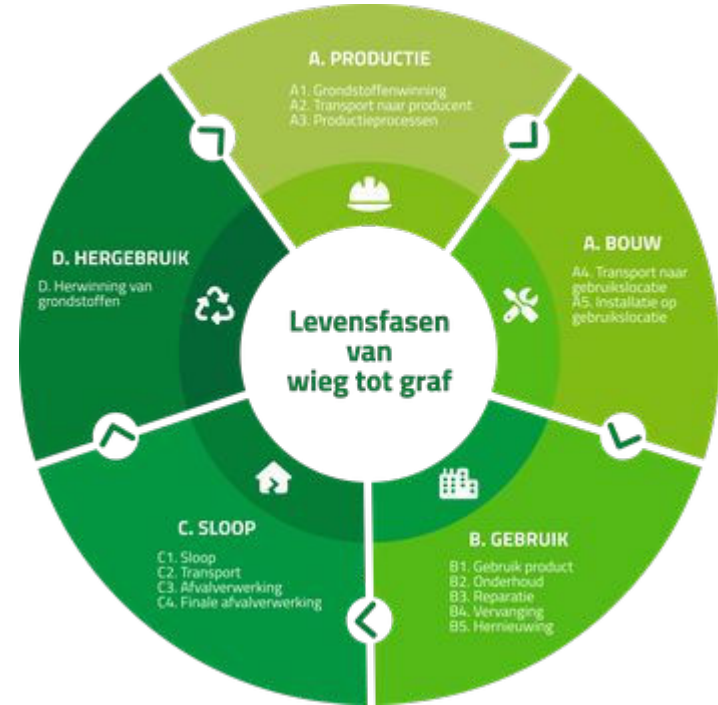 A. PRODUCTIE
A1. Grondstoffenwinning
A2. Transport naar producent
A3. Productieprocessen
A. BOUW
A4. Transport naar
gebruikslocatie
A5. Installatie op
gebruikslocatie
B. GEBRUIK
B1. Gebruik product
B2. Onderhoud
B3. Reparatie
B4. Vervanging
B5. Hernieuwing
C. SLOOP
C1. Sloop
C2. Transport
C3. Afvalverwerking
C4. Finale afvalverwerking
D. HERGEBRUIK
D. Herwinning van
grondstoffen
Levensfasen
van
wieg tot graf